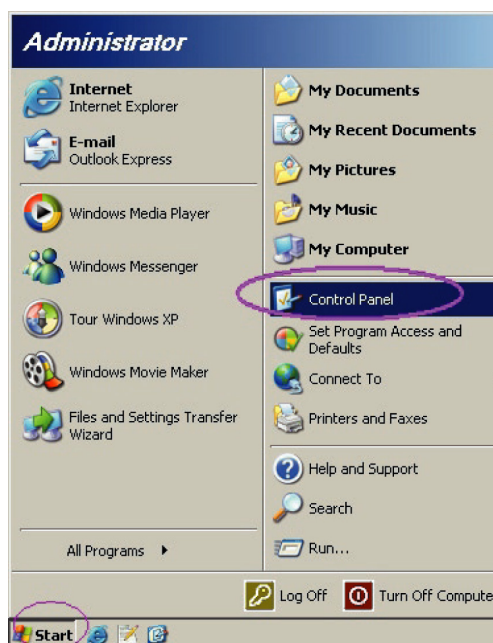 Administrator
Internet
Internet Explorer
E-mail
Outlook Express
Windows Media Player
Windows Messenger
Tour Windows XP
Windows Movie Maker
Files and Settings Transfer
Wizard
All Programs
My Documents
My Recent Documents
My Pictures
My Music
My Computer
Control Panel
Set Program Access and
Defaults
Connect To
Printers and Faxes
Help and Support
Search
Run...
Log Off
Turn Off Compute
Start